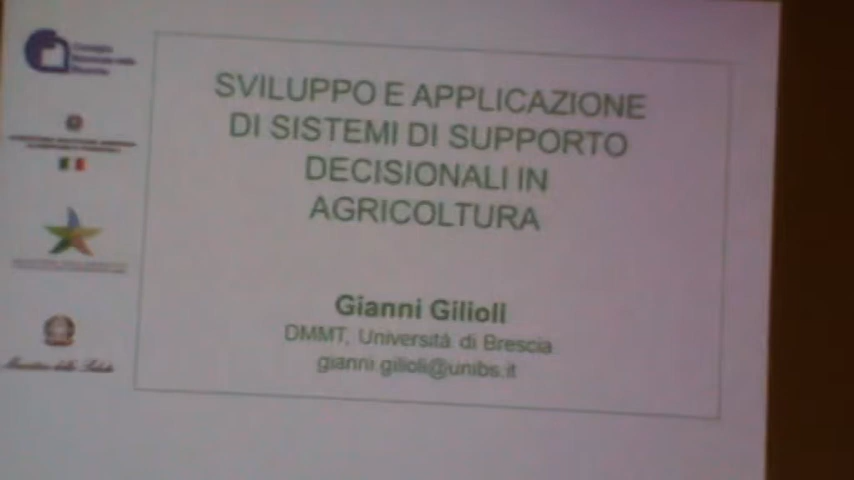 SVILUPPO E APPLICAZIONE
DI SISTEMI DI SUPPORTO
DECISIONALI IN
AGRICOLTURA
Gianni Gilioli
DMMT, Università di Brescia
gianni.gilioli@unibs.it